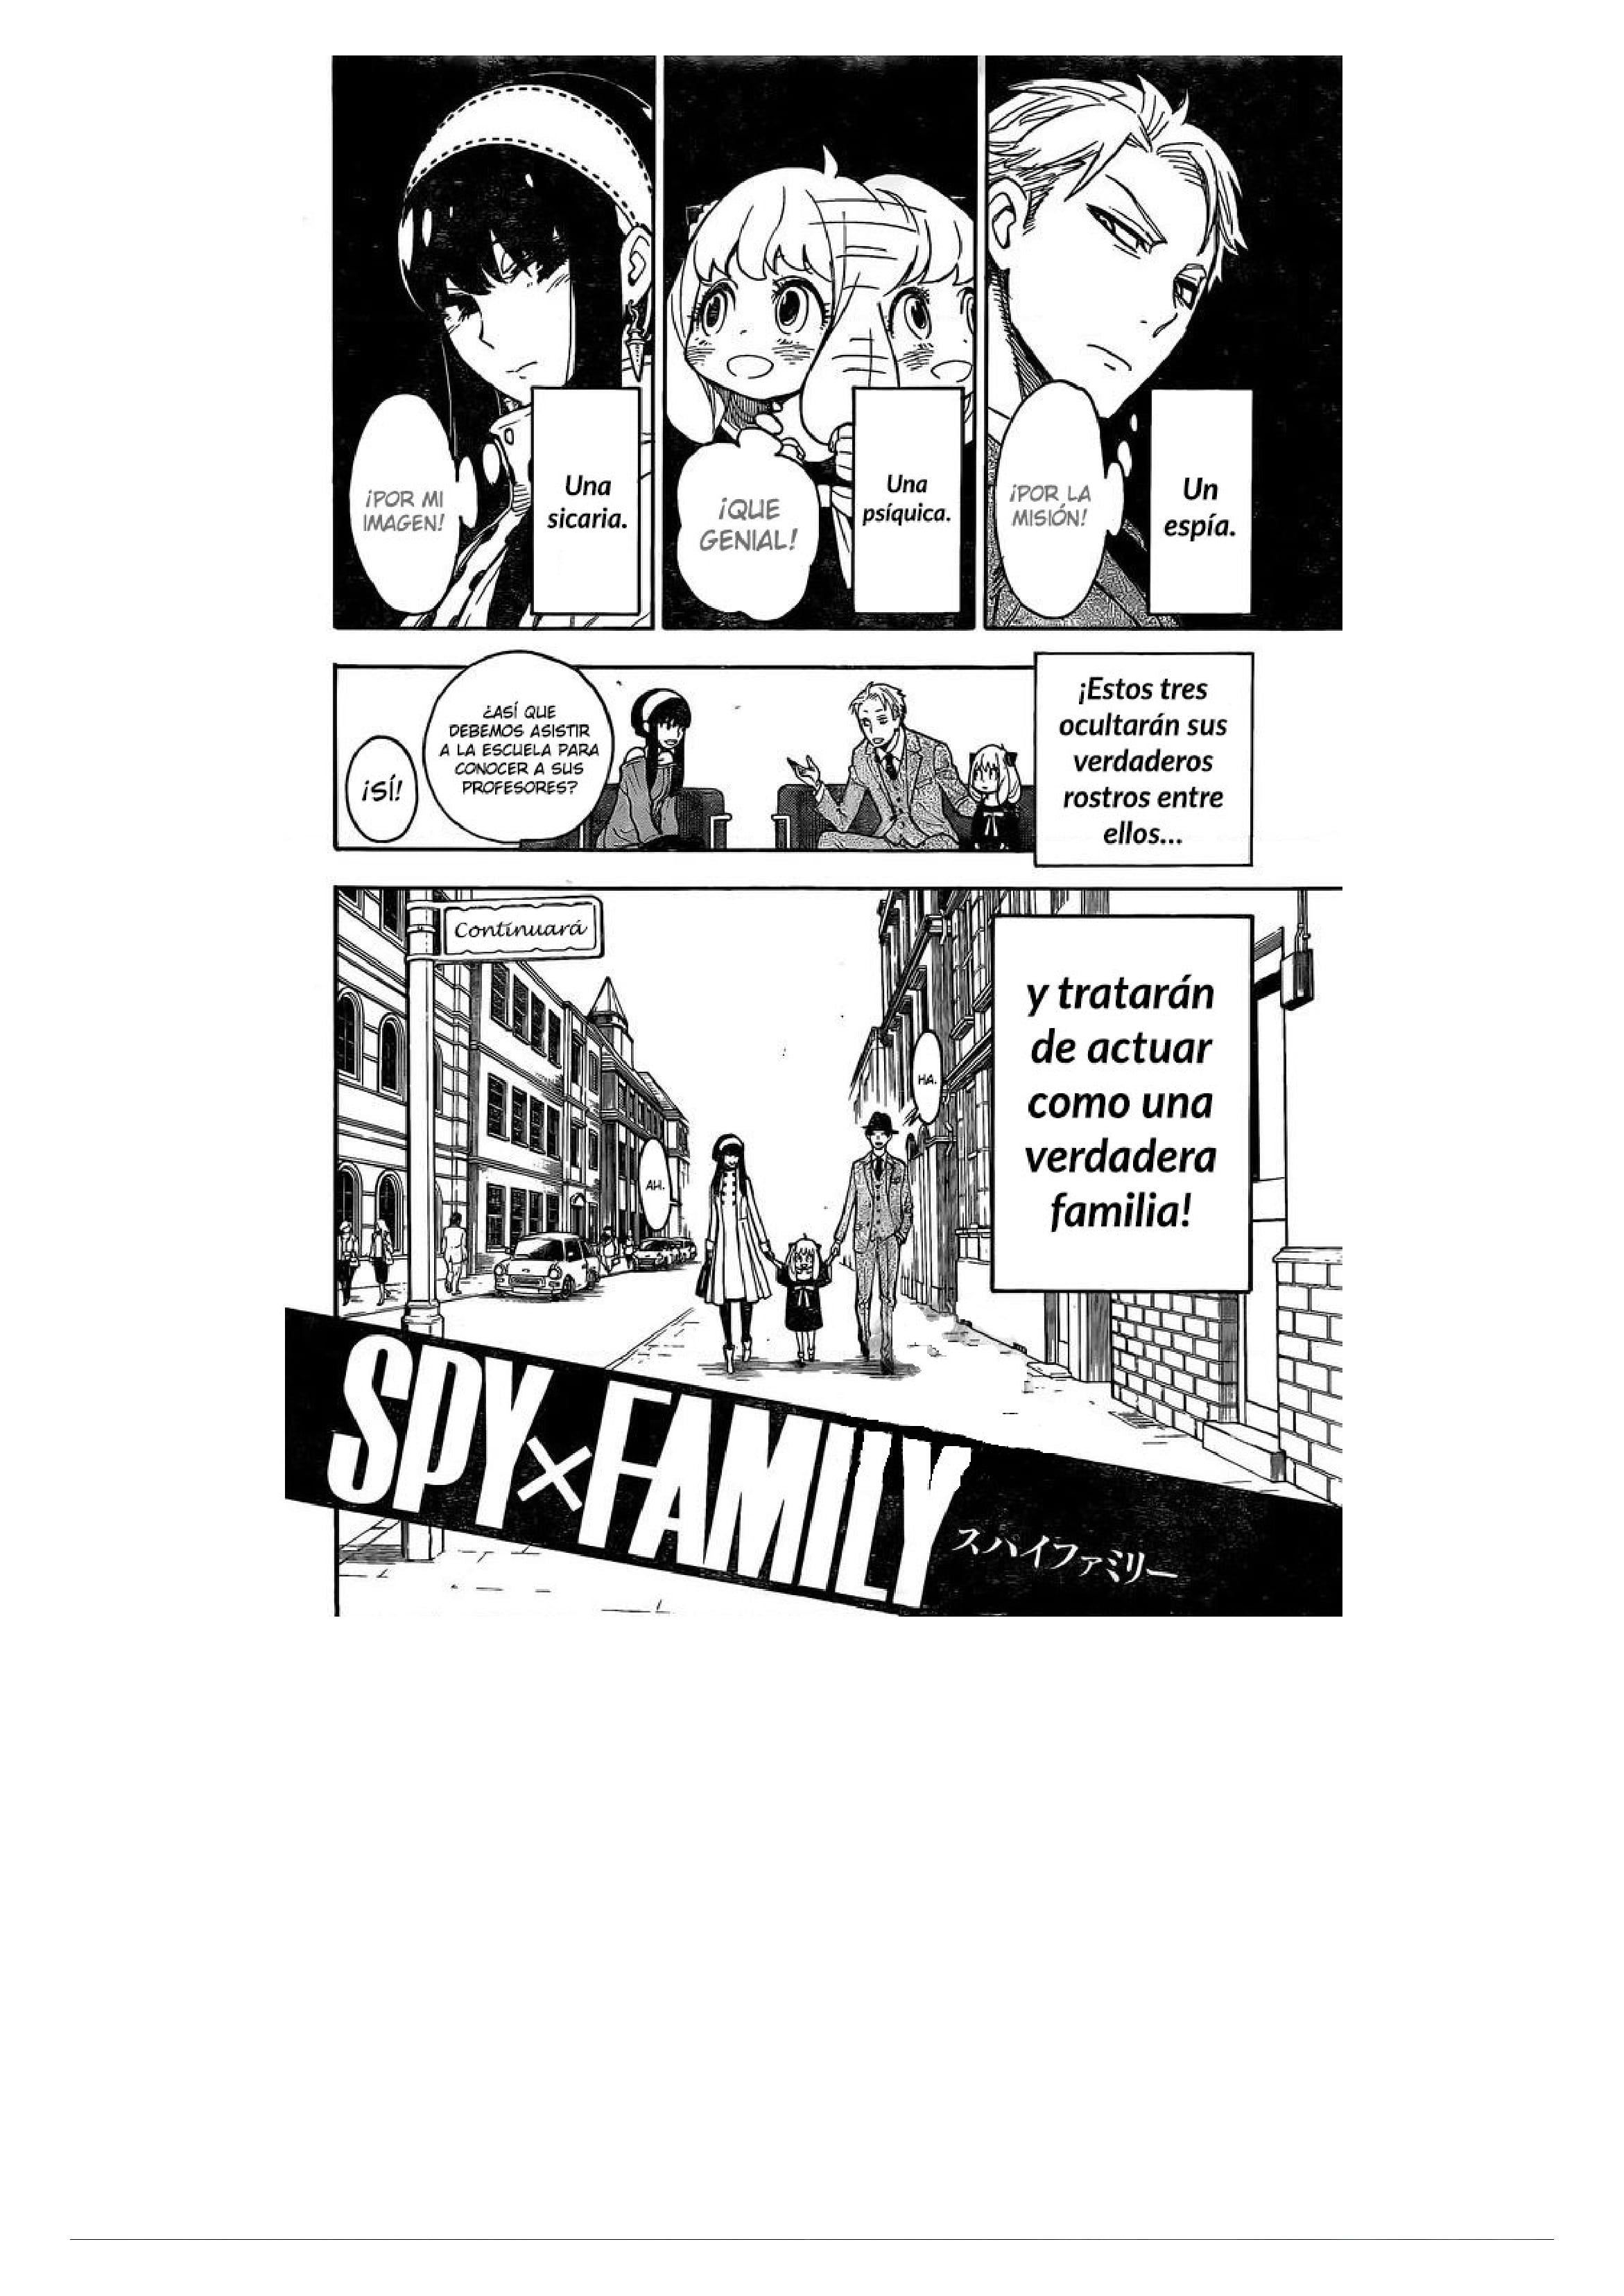 Un
espía.
¡POR LA
MISIÓN!
Una
psíquica.
¡QUE
GENIAL!
Una
sicaria.
¡POR MI
IMAGEN!
¡Estos tres
ocultarán sus
verdaderos
rostros entre
ellos...
¿ASÍ QUE
DEBEMOS ASISTIR
A LA ESCUELA PARA
CONOCER A SUS
PROFESORES?
¡SÍ!
y tratarán
de actuar
como una
verdadera
familia!
HA.
AH.
Continuará
SPY×FAMILY
スパイファミリー